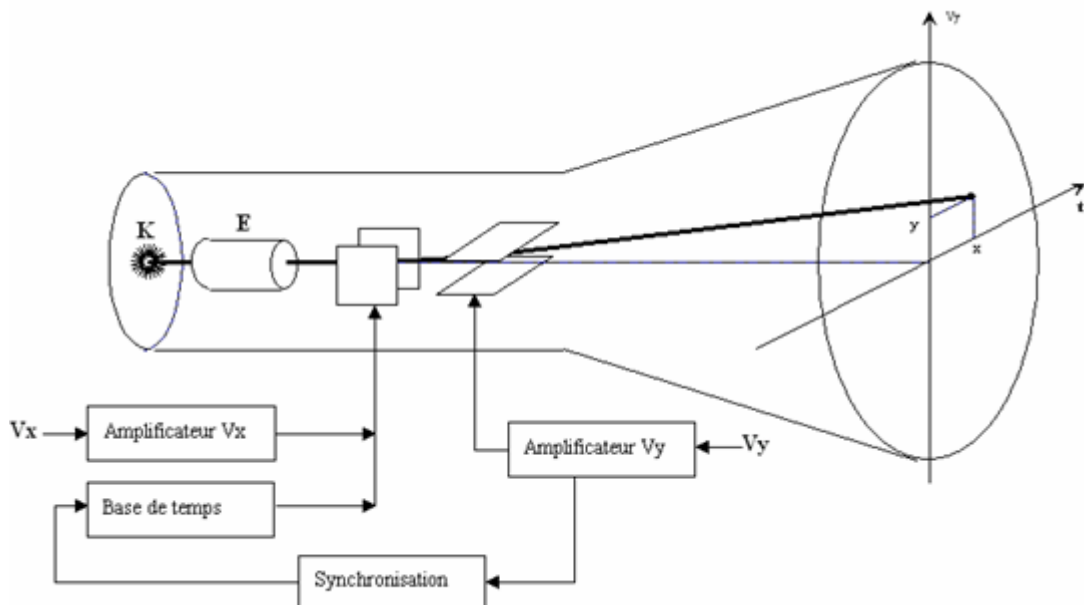 Vy
K
E
t
y
x
Vx
Amplificateur Vx
Amplificateur Vy
Vy
Base de temps
Synchronisation